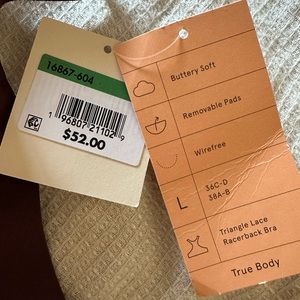 16867-604
1 96807 21102 9
$52.00
Buttery Soft
Removable Pads
Wirefree
L
36C-D
38A-B
Triangle Lace
Racerback Bra
True Body